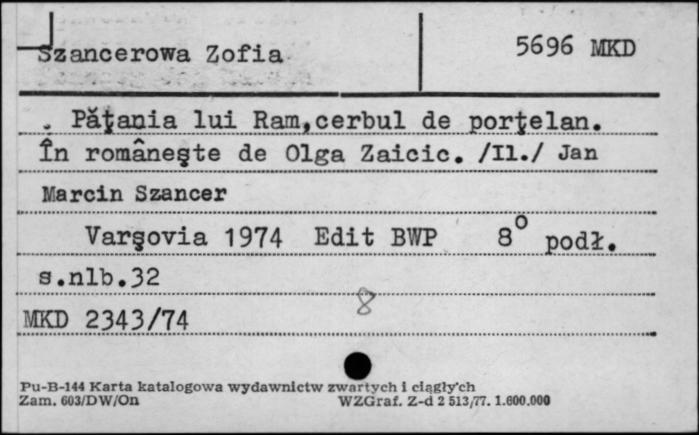 Szancerowa Zofia
5696 MKD
Pățania lui Ram,cerbul de porţelan.
În româneşte de Olga Zaicic. /Il./ Jan
Marcin Szancer
Varşovia 1974 Edit BWP 8° podł.
s.nlb.32
8
MKD 2343/74
Pu-B-144 Karta katalogowa wydawnictw zwartych i ciągłych
Zam. 603/DW/On WZGraf. Z-d 2 513/77. 1.600.000